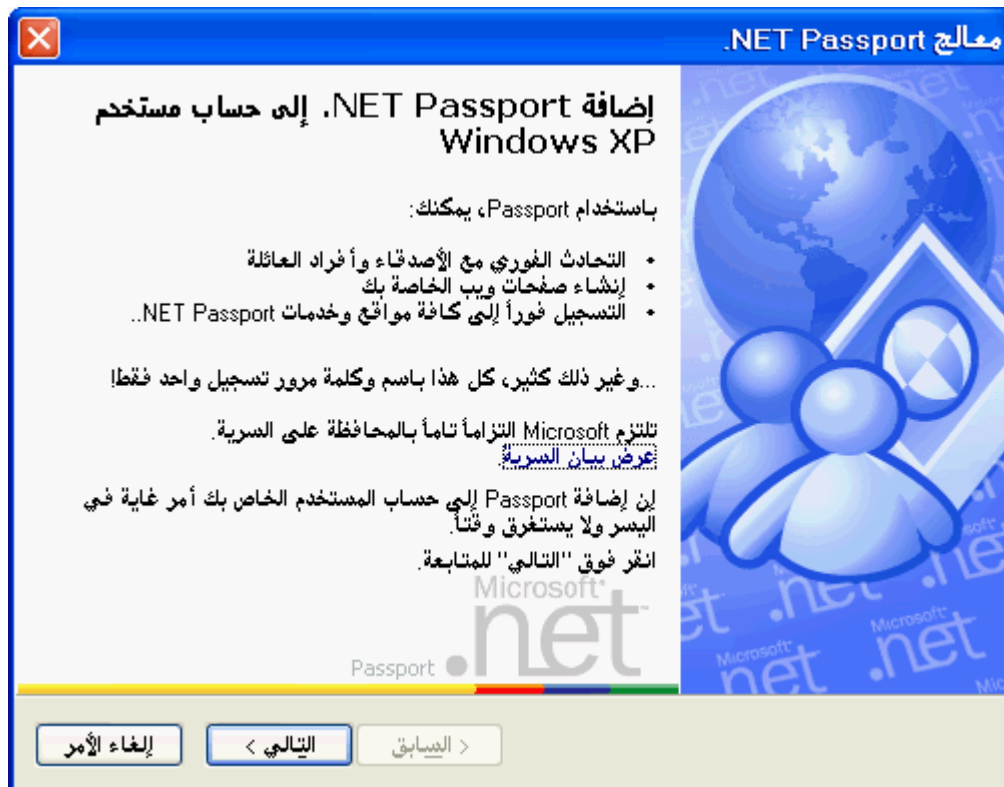 معالج NET Passport.
إضافة NET Passport. إلى حساب مستخدم
Windows XP
باستخدام Passport، يمكنك:
• التحادث الفوري مع الأصدقاء وأفراد العائلة
• إنشاء صفحات ويب الخاصة بك
• التسجيل فوراً إلى كافة مواقع وخدمات NET Passport..
...وغير ذلك كثير، كل هذا باسم وكلمة مرور تسجيل واحد فقط!
تلتزم Microsoft التزاماً تاماً بالمحافظة على السرية.
عرض بيان السرية.
إن إضافة Passport إلى حساب المستخدم الخاص بك أمر غاية في
اليسر ولا يستغرق وقتاً.
انقر فوق "التالي" للمتابعة.
Microsoft
.net
Passport
< السابق
التالي >
إلغاء الأمر